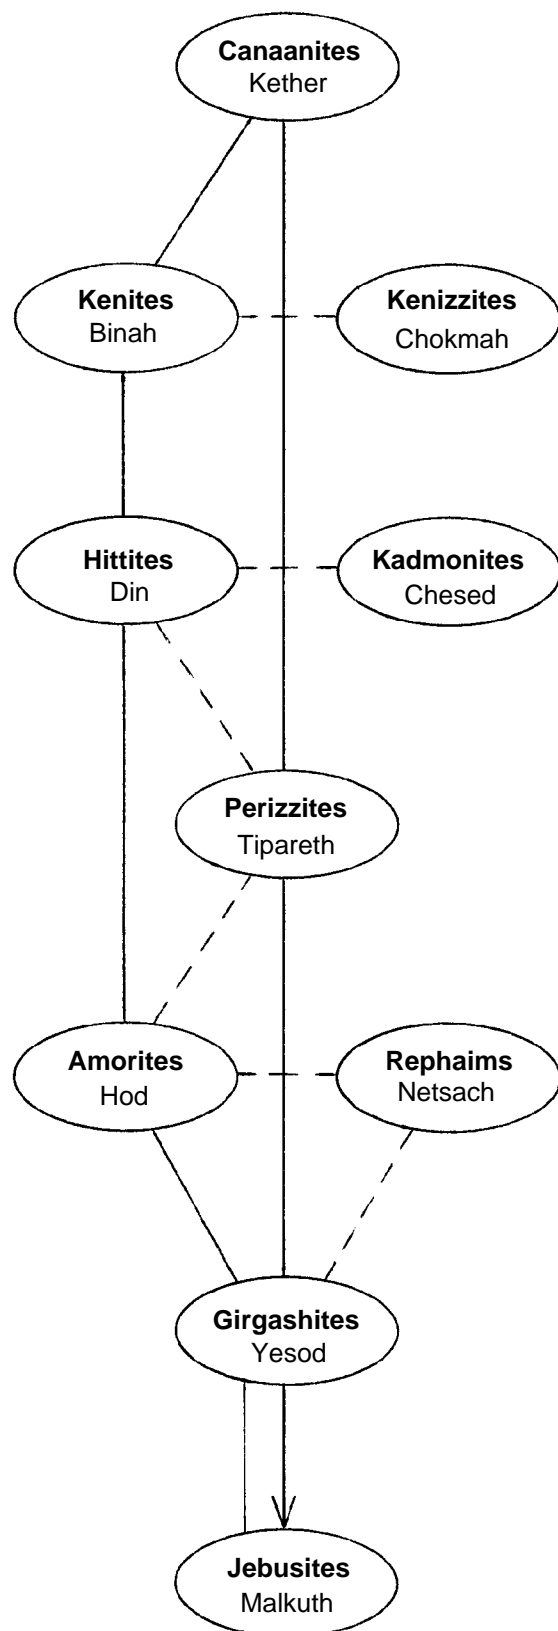 Canaanites
Kether
Kenites
Binah
Kenizzites
Chokmah
Hittites
Din
Kadmonites
Chesed
Perizzites
Tipareth
Amorites
Hod
Rephaims
Netsach
Girgashites
Yesod
Jebusites
Malkuth